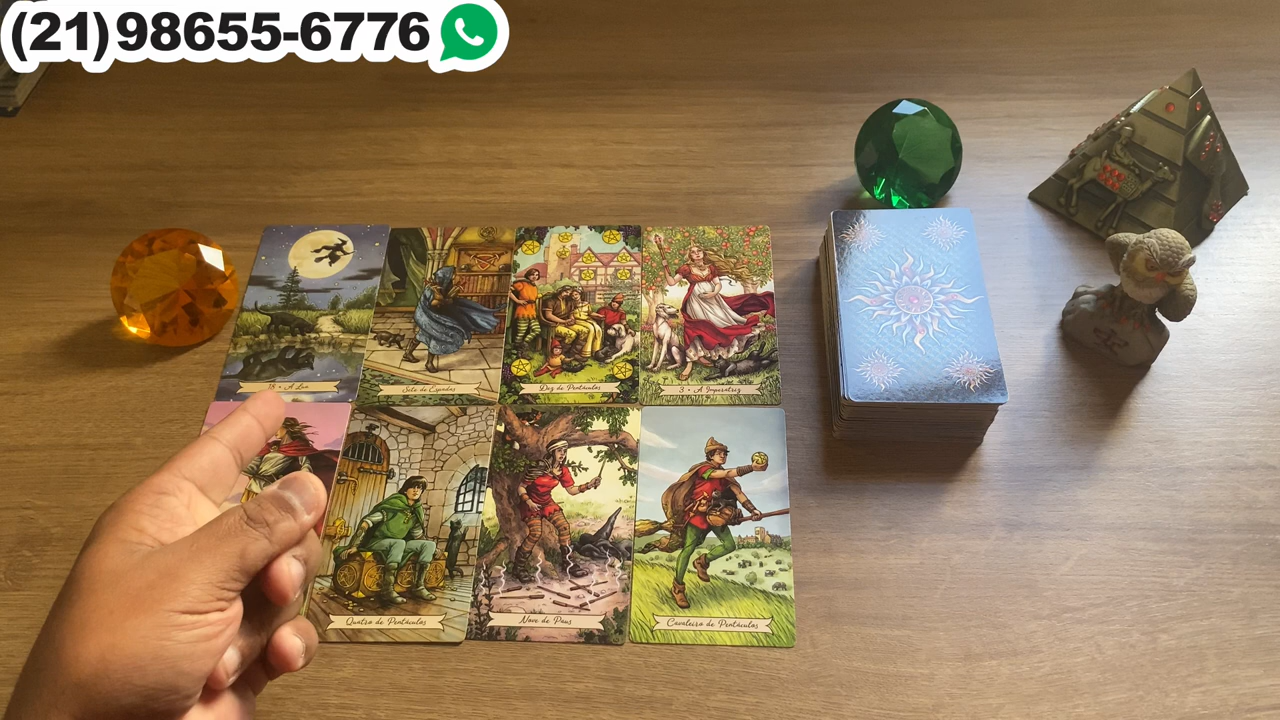 (21)98655-6776
18 • A Lua
Sete de Espadas
Dez de Pentáculos
3 • A Imperatriz
Quatro de Pentáculos
Nove de Paus
Cavaleiro de Pentáculos